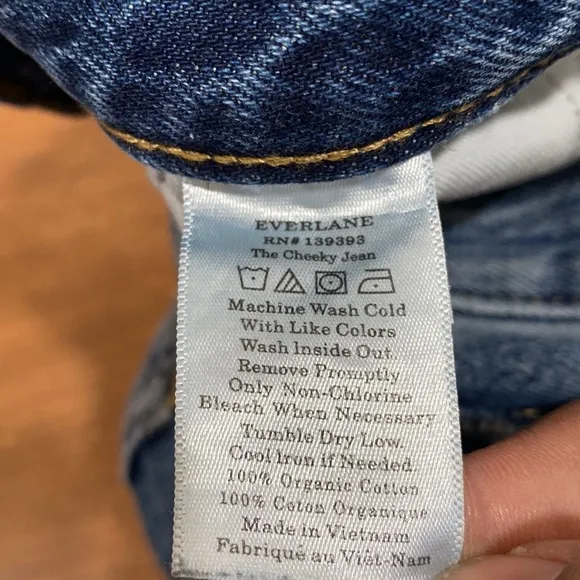 EVERLANE
RN# 139393
The Cheeky Jean
Machine Wash Cold
With Like Colors
Wash Inside Out.
Remove Promptly
Only Non-Chlorine
Bleach When Necessary
Tumble Dry Low.
Cool Iron if Needed.
100% Organic Cotton
100% Coton Organique
Made in Vietnam
Fabriqué au Viêt-Nam